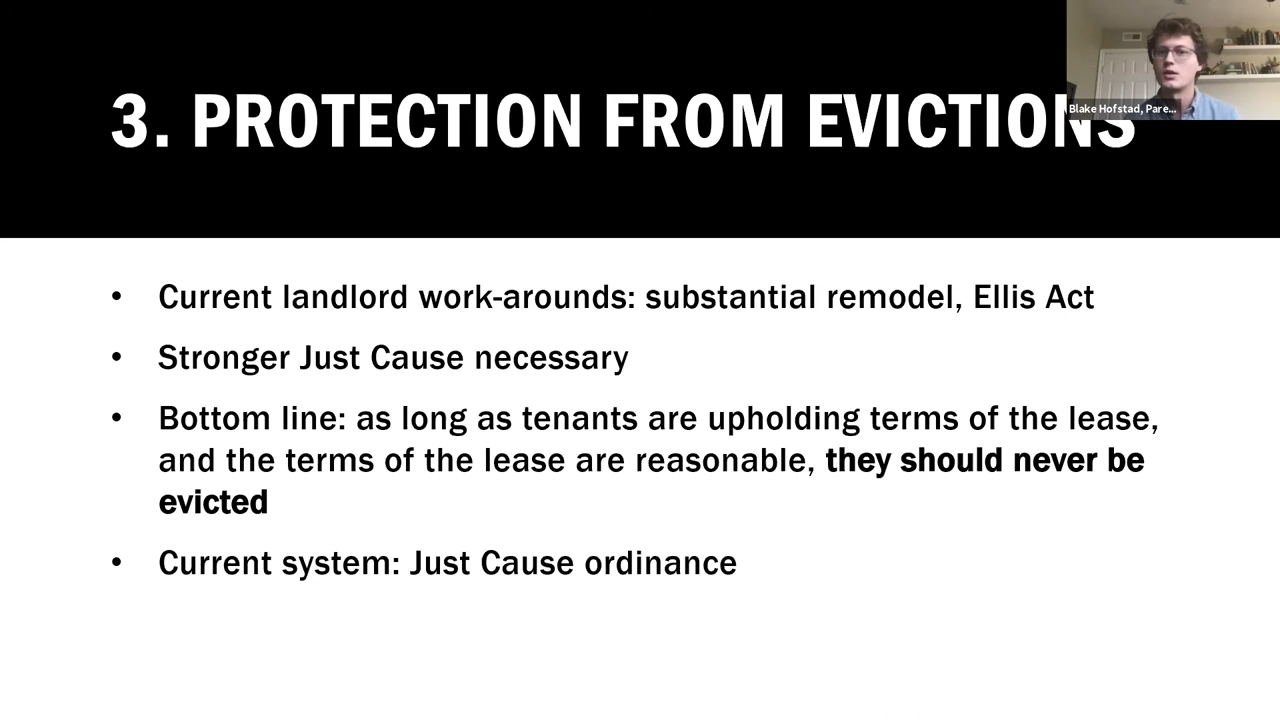 3. PROTECTION FROM EVICTIONS
Blake Hofstad, Pare...
• Current landlord work-arounds: substantial remodel, Ellis Act
• Stronger Just Cause necessary
• Bottom line: as long as tenants are upholding terms of the lease,
and the terms of the lease are reasonable, they should never be
evicted
• Current system: Just Cause ordinance